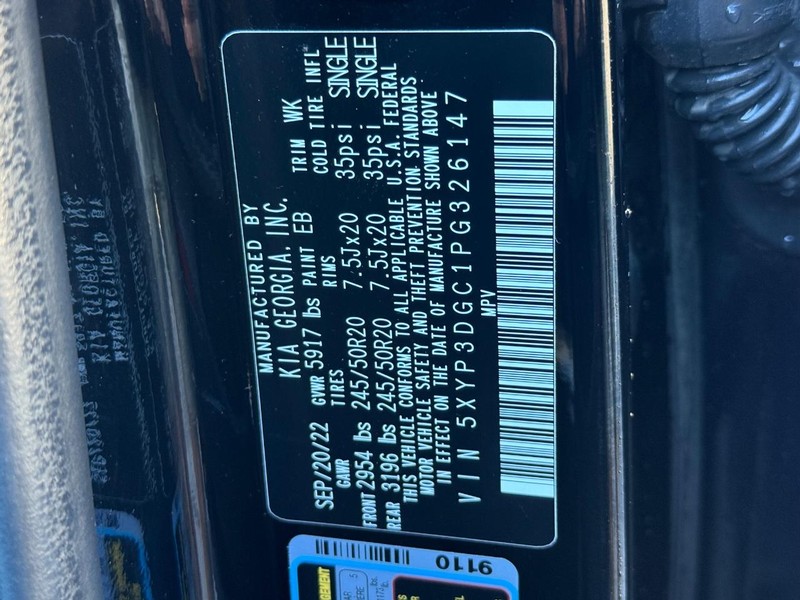 MANUFACTURED BY
KIA GEORGIA, INC.
SEP/20/22 GVWR 5917 lbs PAINT EB TRIM WK
GAWR TIRES RIMS COLD TIRE INFL
FRONT 2954 lbs 245/50R20 7.5Jx20 35psi SINGLE
REAR 3196 lbs 245/50R20 7.5Jx20 35psi SINGLE
THIS VEHICLE CONFORMS TO ALL APPLICABLE U.S.A. FEDERAL
MOTOR VEHICLE SAFETY AND THEFT PREVENTION STANDARDS
IN EFFECT ON THE DATE OF MANUFACTURE SHOWN ABOVE
VIN 5XYP3DGC1PG326147
MPV
9110